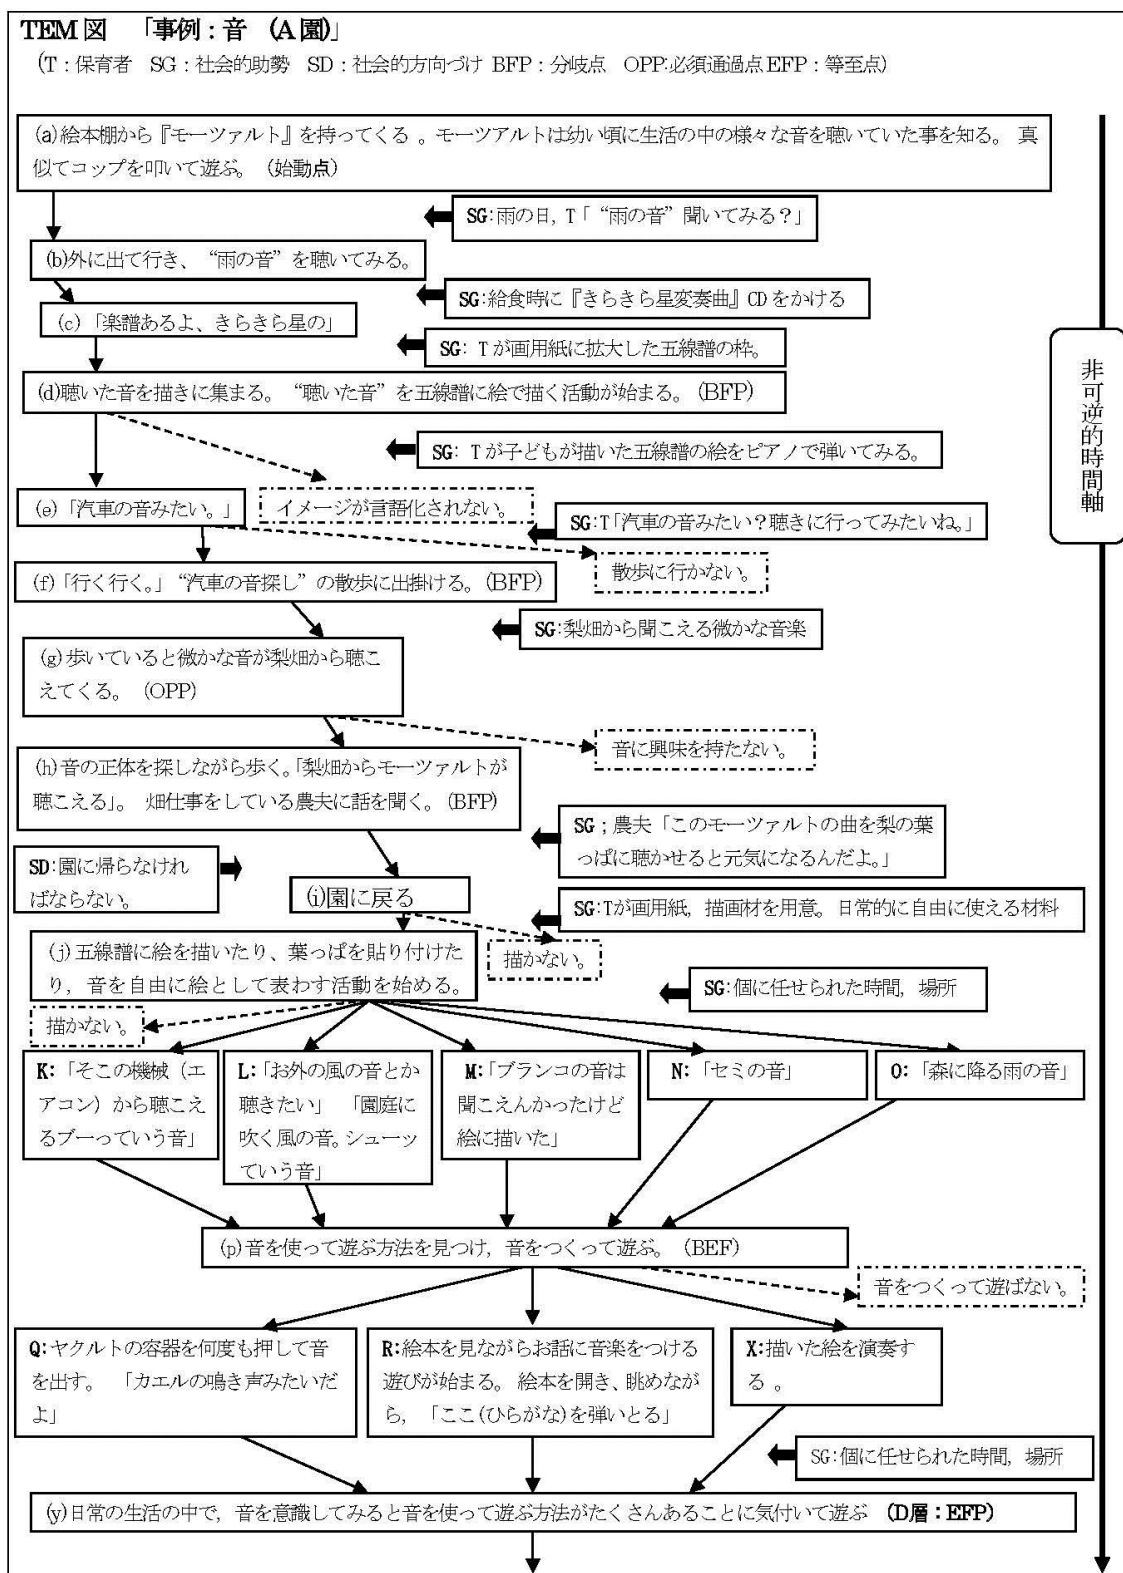 TEM図 「事例：音 （A園）」
(T：保育者 SG：社会的助勢 SD：社会的方向づけ BFP：分岐点 OPP:必須通過点 EFP：等至点)
(a)絵本棚から『モーツァルト』を持ってくる 。モーツアルトは幼い頃に生活の中の様々な音を聴いていた事を知る。 真
似てコップを叩いて遊ぶ。 (始動点)
SG:雨の日, T「 “雨の音” 聞いてみる？」
(b)外に出て行き、 “雨の音” を聴いてみる。
SG:給食時に『きらきら星変奏曲』CDをかける
(c) 「楽譜あるよ、きらきら星の」
SG: Tが画用紙に拡大した五線譜の枠。
(d)聴いた音を描きに集まる。 “聴いた音” を五線譜に絵で描く活動が始まる。(BFP)
SG: Tが子どもが描いた五線譜の絵をピアノで弾いてみる。
(e)「汽車の音みたい。」
イメージが言語化されない。
SG:T「汽車の音みたい？聴きに行ってみたいね。」
散歩に行かない。
(f)「行く行く。」 “汽車の音探し” の散歩に出掛ける。(BFP)
SG:梨畑から聞こえる微かな音楽
(g)歩いていると微かな音が梨畑から聴こ
えてくる。 (OPP)
音に興味を持たない。
(h)音の正体を探しながら歩く。「梨畑からモーツァルトが
聴こえる」。 畑仕事をしている農夫に話を聞く。(BFP)
SG；農夫「このモーツァルトの曲を梨の葉
っぱに聴かせると元気になるんだよ。」
SD:園に帰らなけれ
ばならない。
(i)園に戻る
SG:Tが画用紙, 描画材を用意。日常的に自由に使える材料
(j)五線譜に絵を描いたり、葉っぱを貼り付けた
り, 音を自由に絵として表わす活動を始める。
描かない。
SG:個に任せられた時間, 場所
描かない。
K:「そこの機械（エ
アコン）から聴こえ
るブーっていう音」
L:「お外の風の音とか
聴きたい」 「園庭に
吹く風の音。シューッ
ていう音」
M:「ブランコの音は
聞こえんかったけど
絵に描いた」
N:「セミの音」
O:「森に降る雨の音」
(p)音を使って遊ぶ方法を見つけ, 音をつくって遊ぶ。 (BEF)
音をつくって遊ばない。
Q:ヤクルトの容器を何度も押して音
を出す。 「カエルの鳴き声みたいだ
よ」
R:絵本を見ながらお話に音楽をつける
遊びが始まる。 絵本を開き、眺めなが
ら, 「ここ(ひらがな)を弾いとる」
X:描いた絵を演奏す
る 。
SG:個に任せられた時間, 場所
(y)日常の生活の中で, 音を意識してみると音を使って遊ぶ方法がたくさんあることに気付いて遊ぶ (D層：EFP)
非可逆的時間軸